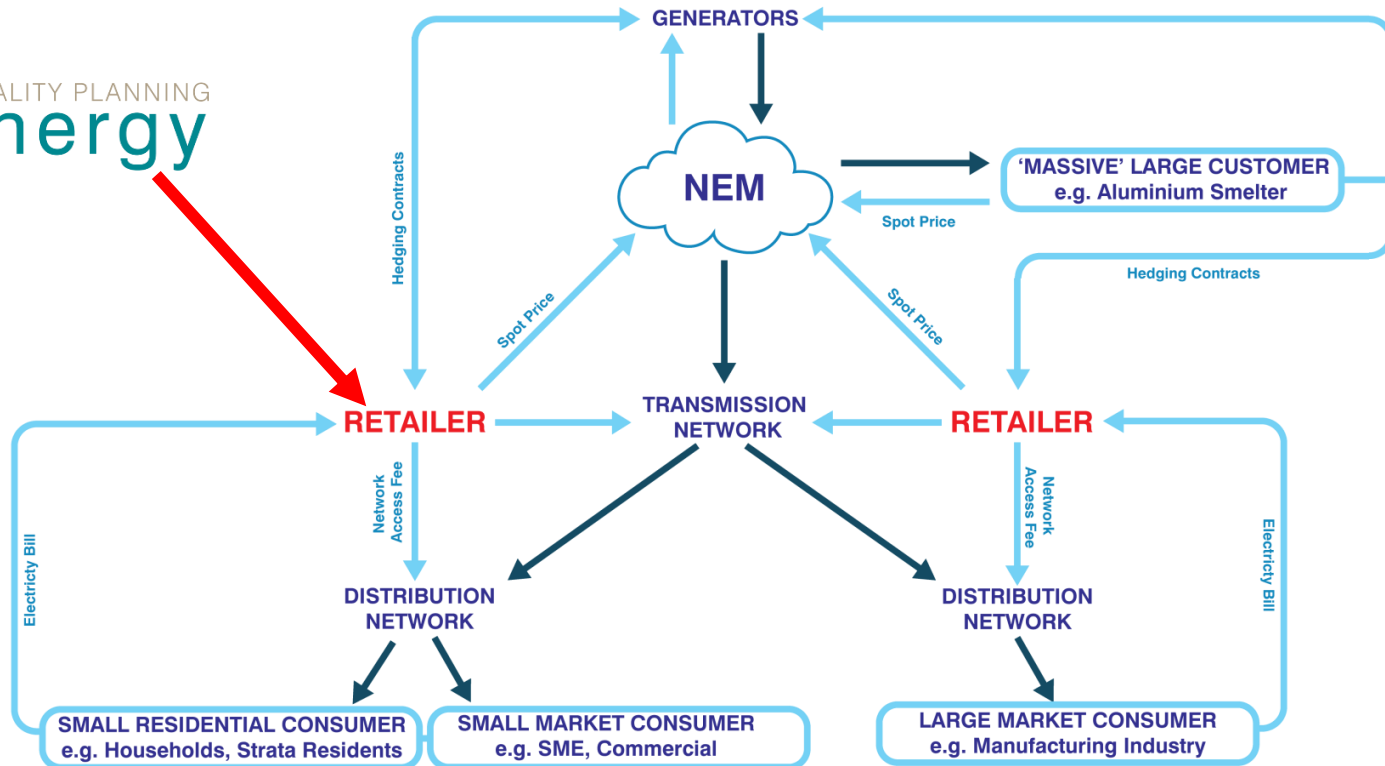 GENERATORS
ALITY PLANNING
nergy
NEM
'MASSIVE' LARGE CUSTOMER
e.g. Aluminium Smelter
Spot Price
Hedging Contracts
Hedging Contracts
Spot Price
Spot Price
RETAILER
TRANSMISSION
NETWORK
RETAILER
Network
Access Fee
Network
Access Fee
Electricty Bill
Electricty Bill
DISTRIBUTION
NETWORK
DISTRIBUTION
NETWORK
SMALL RESIDENTIAL CONSUMER
e.g. Households, Strata Residents
SMALL MARKET CONSUMER
e.g. SME, Commercial
LARGE MARKET CONSUMER
e.g. Manufacturing Industry